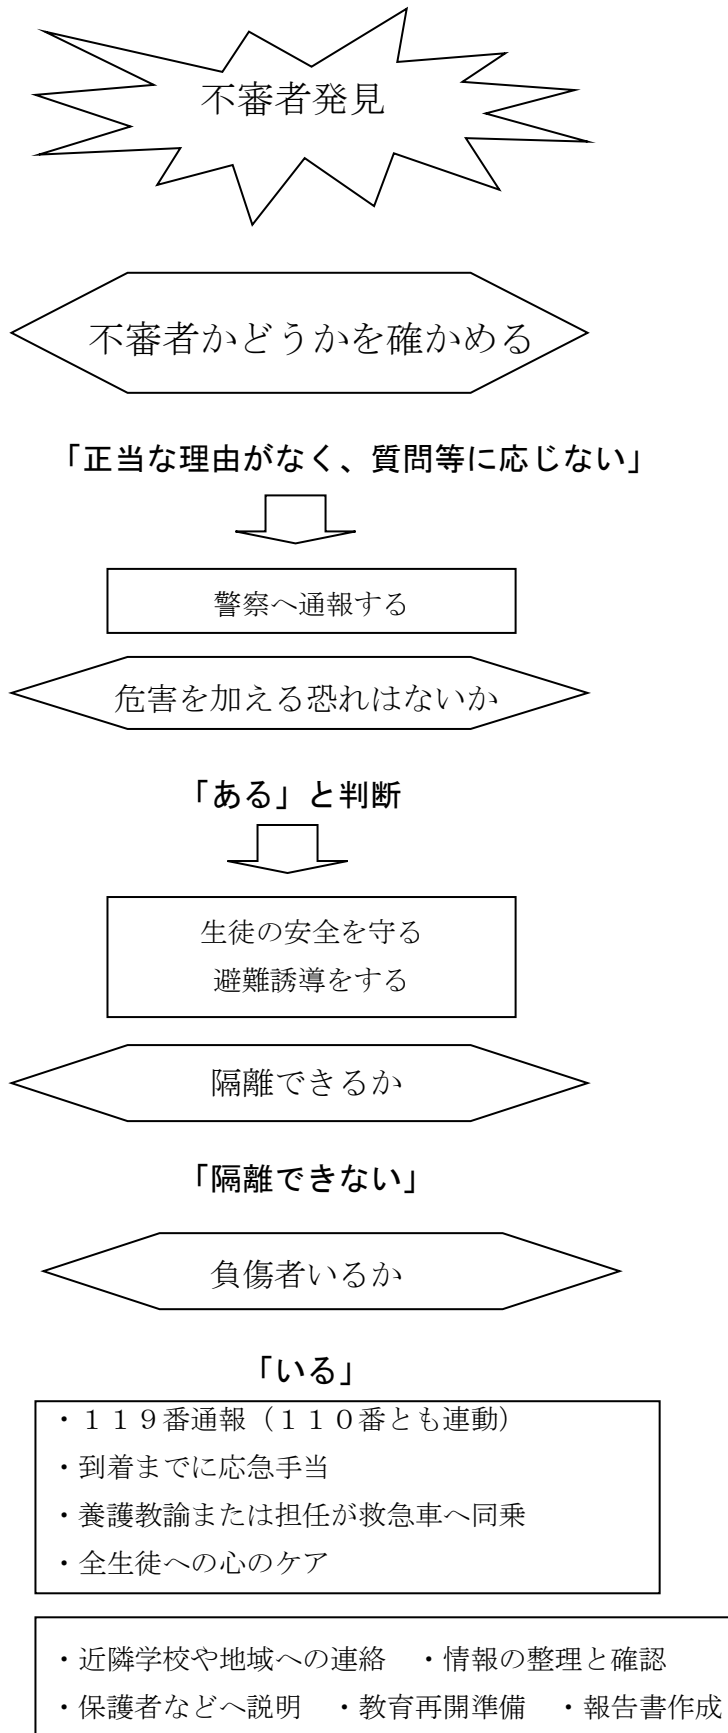 不審者発見
不審者かどうかを確かめる
「正当な理由がなく、質問等に応じない」
警察へ通報する
危害を加える恐れはないか
「ある」と判断
生徒の安全を守る
避難誘導をする
隔離できるか
「隔離できない」
負傷者いるか
「いる」
・１１９番通報（１１０番とも連動）
・到着までに応急手当
・養護教諭または担任が救急車へ同乗
・全生徒への心のケア
・近隣学校や地域への連絡　・情報の整理と確認
・保護者などへ説明　・教育再開準備　・報告書作成